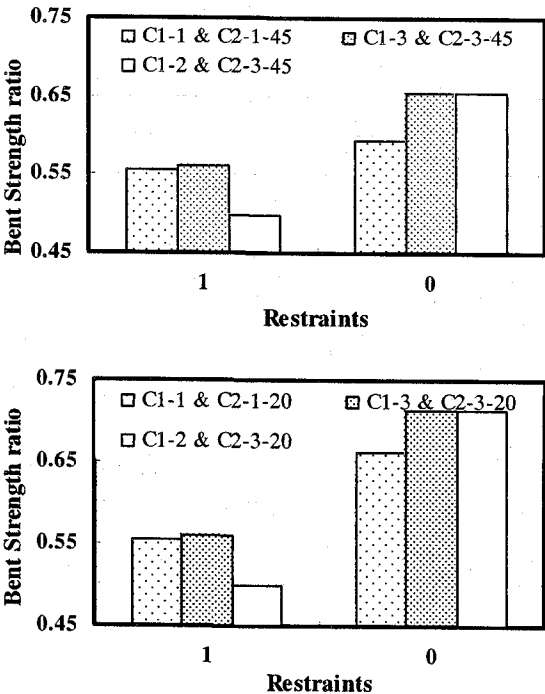 0.75
C1-1 & C2-1-45
C1-3 & C2-3-45
C1-2 & C2-3-45
0.65
0.55
0.45
Bent Strength ratio
1
0
Restraints
0.75
C1-1 & C2-1-20
C1-3 & C2-3-20
C1-2 & C2-3-20
0.65
0.55
0.45
Bent Strength ratio
1
0
Restraints